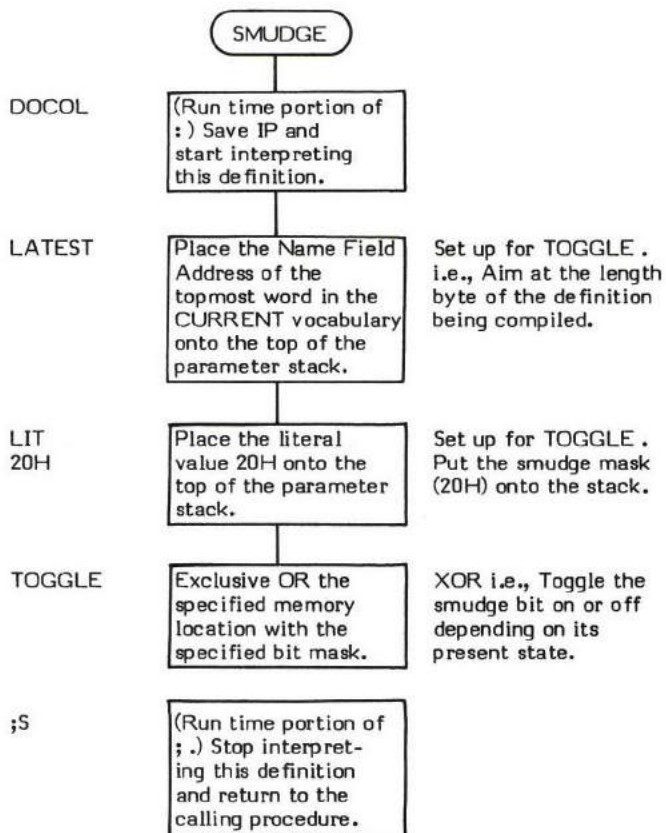 SMUDGE
DOCOL
(Run time portion of
: ) Save IP and
start interpreting
this definition.
LATEST
Place the Name Field
Address of the
topmost word in the
CURRENT vocabulary
onto the top of the
parameter stack.
Set up for TOGGLE .
i.e., Aim at the length
byte of the definition
being compiled.
LIT
20H
Place the literal
value 20H onto the
top of the parameter
stack.
Set up for TOGGLE .
Put the smudge mask
(20H) onto the stack.
TOGGLE
Exclusive OR the
specified memory
location with the
specified bit mask.
XOR i.e., Toggle the
smudge bit on or off
depending on its
present state.
;S
(Run time portion of
; .) Stop interpret-
ing this definition
and return to the
calling procedure.